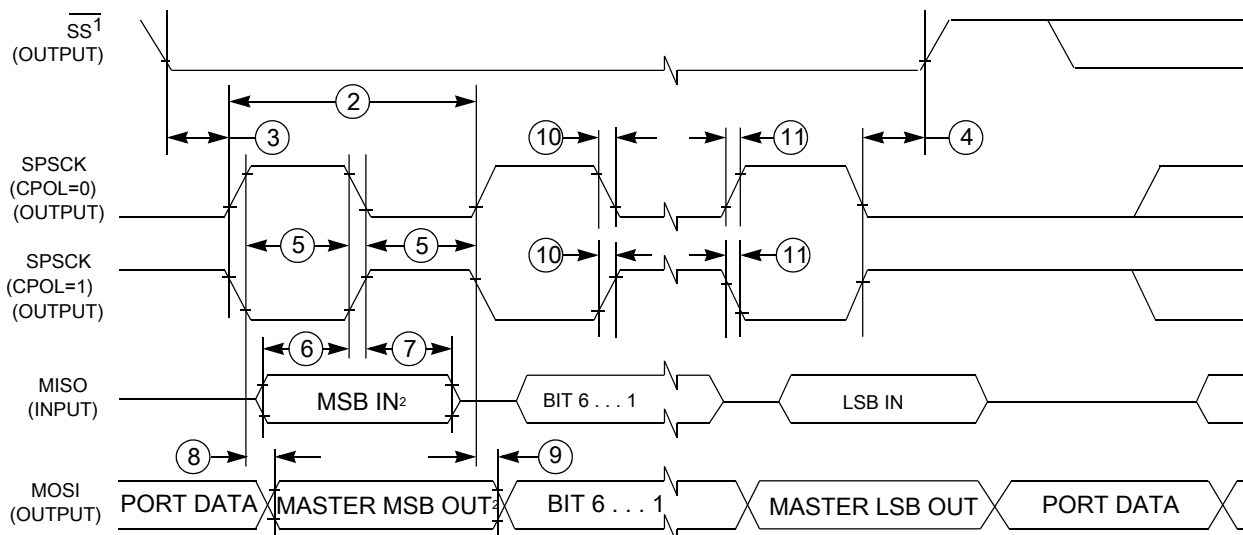 SS1
(OUTPUT)
2
3
10
11
4
SPSCK
(CPOL=0)
(OUTPUT)
5
5
SPSCK
(CPOL=1)
(OUTPUT)
10
11
6
7
MISO
(INPUT)
MSB IN2
BIT 6 . . . 1
LSB IN
8
9
MOSI
(OUTPUT)
PORT DATA
MASTER MSB OUT2
BIT 6 . . . 1
MASTER LSB OUT
PORT DATA